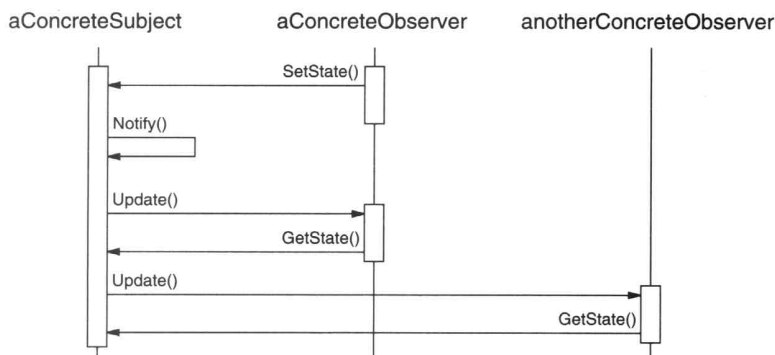 aConcreteSubject aConcreteObserver anotherConcreteObserver
SetState()
Notify()
Update()
GetState()
Update()
GetState()